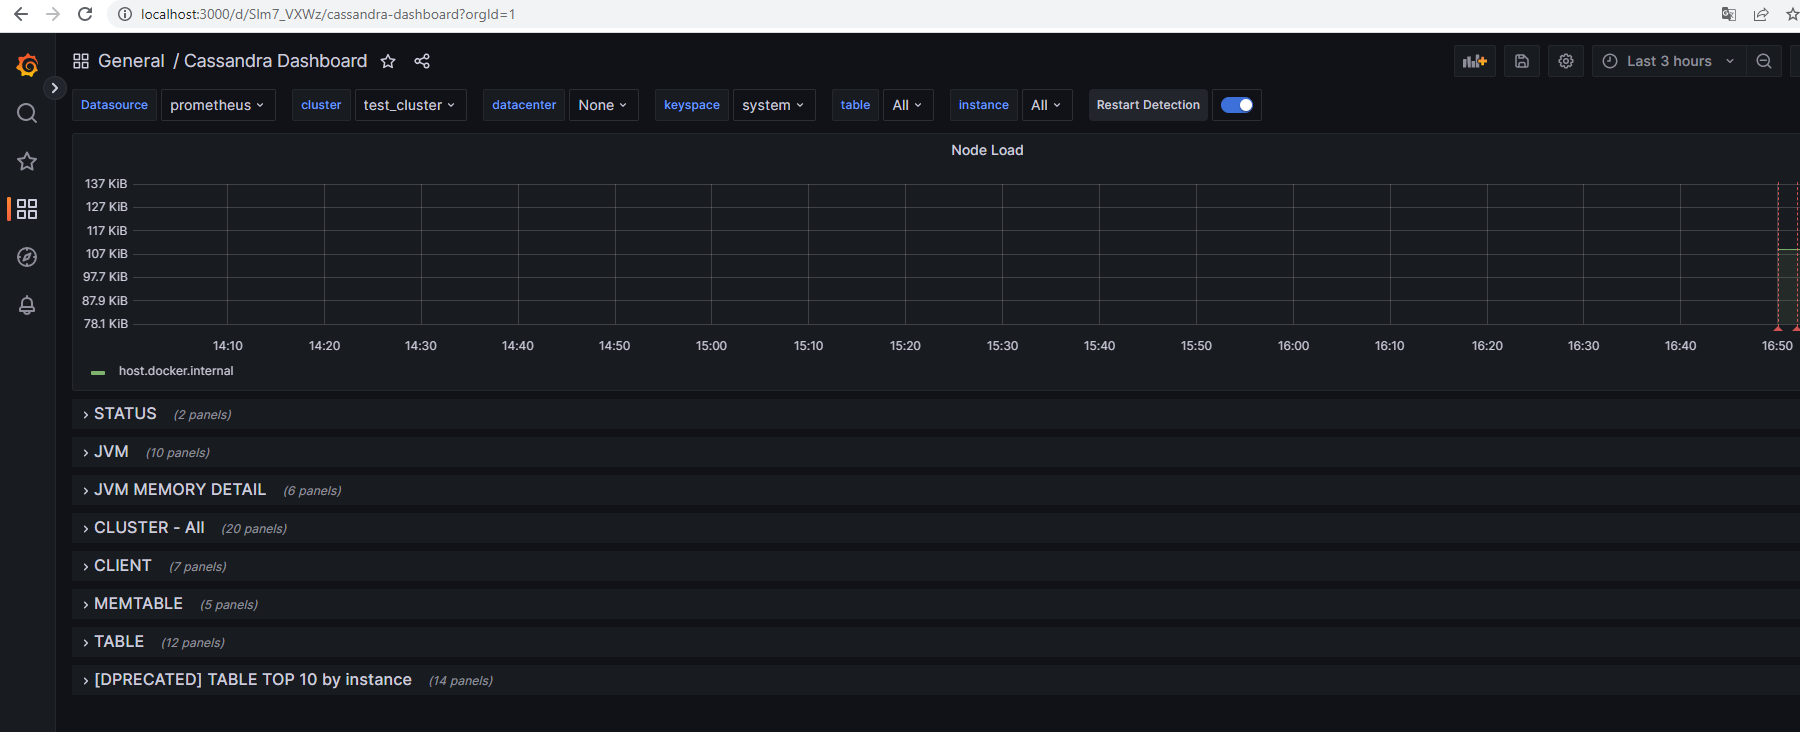 localhost:3000/d/SIm7_VXWz/cassandra-dashboard?orgId=1
General / Cassandra Dashboard
Last 3 hours
Datasource prometheus cluster test_cluster datacenter None keyspace system table All instance All Restart Detection
Node Load
137 KiB
127 KiB
117 KiB
107 KiB
97.7 KiB
87.9 KiB
78.1 KiB
14:10 14:20 14:30 14:40 14:50 15:00 15:10 15:20 15:30 15:40 15:50 16:00 16:10 16:20 16:30 16:40 16:50
host.docker.internal
STATUS (2 panels)
JVM (10 panels)
JVM MEMORY DETAIL (6 panels)
CLUSTER - All (20 panels)
CLIENT (7 panels)
MEMTABLE (5 panels)
TABLE (12 panels)
[DPRECATED] TABLE TOP 10 by instance (14 panels)